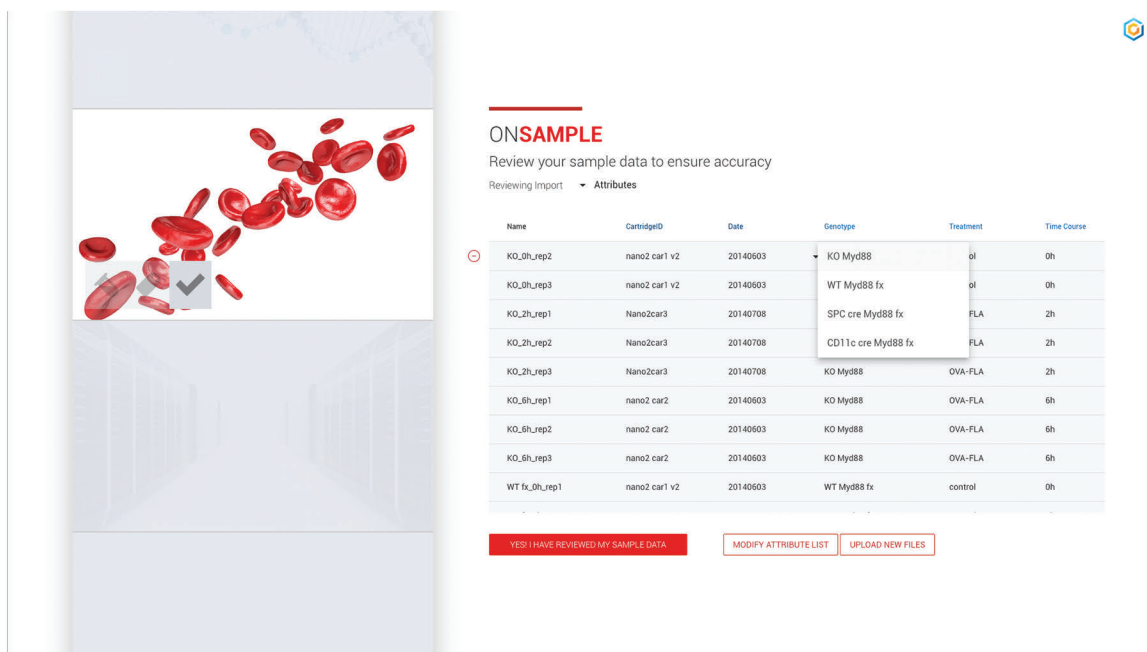 ONSAMPLE
Review your sample data to ensure accuracy
Reviewing Import Attributes
Name CartridgeID Date Genotype Treatment Time Course
KO_0h_rep2 nano2 car1 v2 20140603 KO Myd88 ol 0h
KO_0h_rep3 nano2 car1 v2 20140603 WT Myd88 fx ol 0h
KO_2h_rep1 Nano2car3 20140708 SPC cre Myd88 fx FLA 2h
KO_2h_rep2 Nano2car3 20140708 CD11c cre Myd88 fx FLA 2h
KO_2h_rep3 Nano2car3 20140708 KO Myd88 OVA-FLA 2h
KO_6h_rep1 nano2 car2 20140603 KO Myd88 OVA-FLA 6h
KO_6h_rep2 nano2 car2 20140603 KO Myd88 OVA-FLA 6h
KO_6h_rep3 nano2 car2 20140603 KO Myd88 OVA-FLA 6h
WT fx_0h_rep1 nano2 car1 v2 20140603 WT Myd88 fx control 0h
YES! I HAVE REVIEWED MY SAMPLE DATA MODIFY ATTRIBUTE LIST UPLOAD NEW FILES